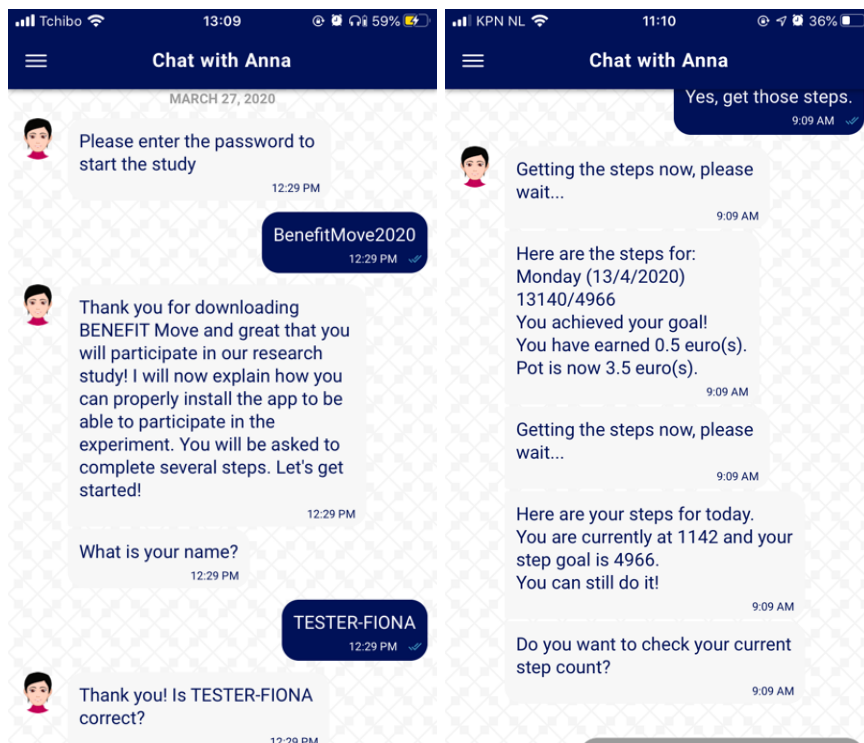 Tchibo 13:09 59%
Chat with Anna
MARCH 27, 2020
Please enter the password to
start the study
12:29 PM
BenefitMove2020
12:29 PM
Thank you for downloading
BENEFIT Move and great that you
will participate in our research
study! I will now explain how you
can properly install the app to be
able to participate in the
experiment. You will be asked to
complete several steps. Let's get
started!
12:29 PM
What is your name?
12:29 PM
TESTER-FIONA
12:29 PM
Thank you! Is TESTER-FIONA
correct?
12:29 PM
KPN NL 11:10 36%
Chat with Anna
Yes, get those steps.
9:09 AM
Getting the steps now, please
wait...
9:09 AM
Here are the steps for:
Monday (13/4/2020)
13140/4966
You achieved your goal!
You have earned 0.5 euro(s).
Pot is now 3.5 euro(s).
9:09 AM
Getting the steps now, please
wait...
9:09 AM
Here are your steps for today.
You are currently at 1142 and your
step goal is 4966.
You can still do it!
9:09 AM
Do you want to check your current
step count?
9:09 AM